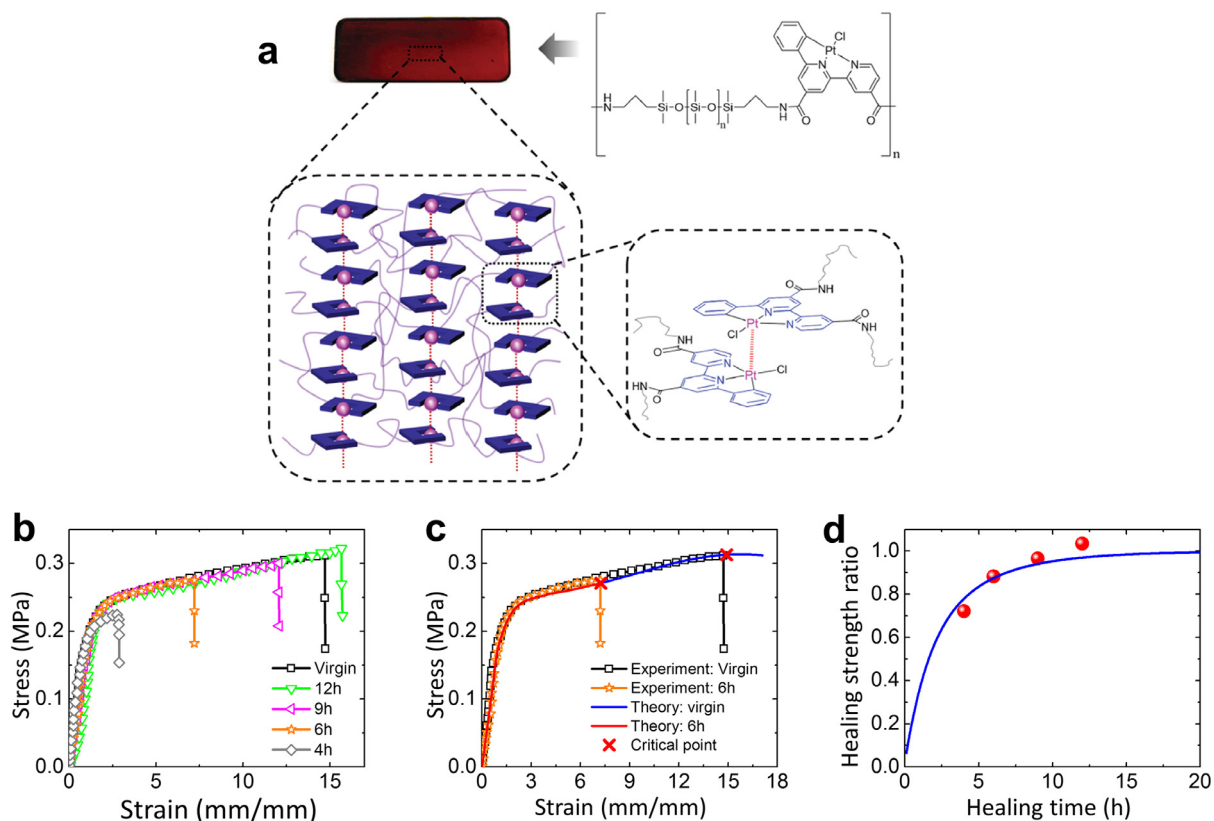 a
Cl
Pt
N
N
N
H
Si
O
Si
O
Si
n
N
H
O
O
n
O
NH
Cl
Pt
N
N
O
NH
O
NH
N
N
Pt
Cl
O
NH
b
Stress (MPa)
0.3
0.2
0.1
0.0
Virgin
12h
9h
6h
4h
0
5
10
15
Strain (mm/mm)
c
Stress (MPa)
0.3
0.2
0.1
0.0
Experiment: Virgin
Experiment: 6h
Theory: virgin
Theory: 6h
Critical point
0
3
6
9
12
15
18
Strain (mm/mm)
d
Healing strength ratio
1.0
0.8
0.6
0.4
0.2
0.0
0
5
10
15
20
Healing time (h)